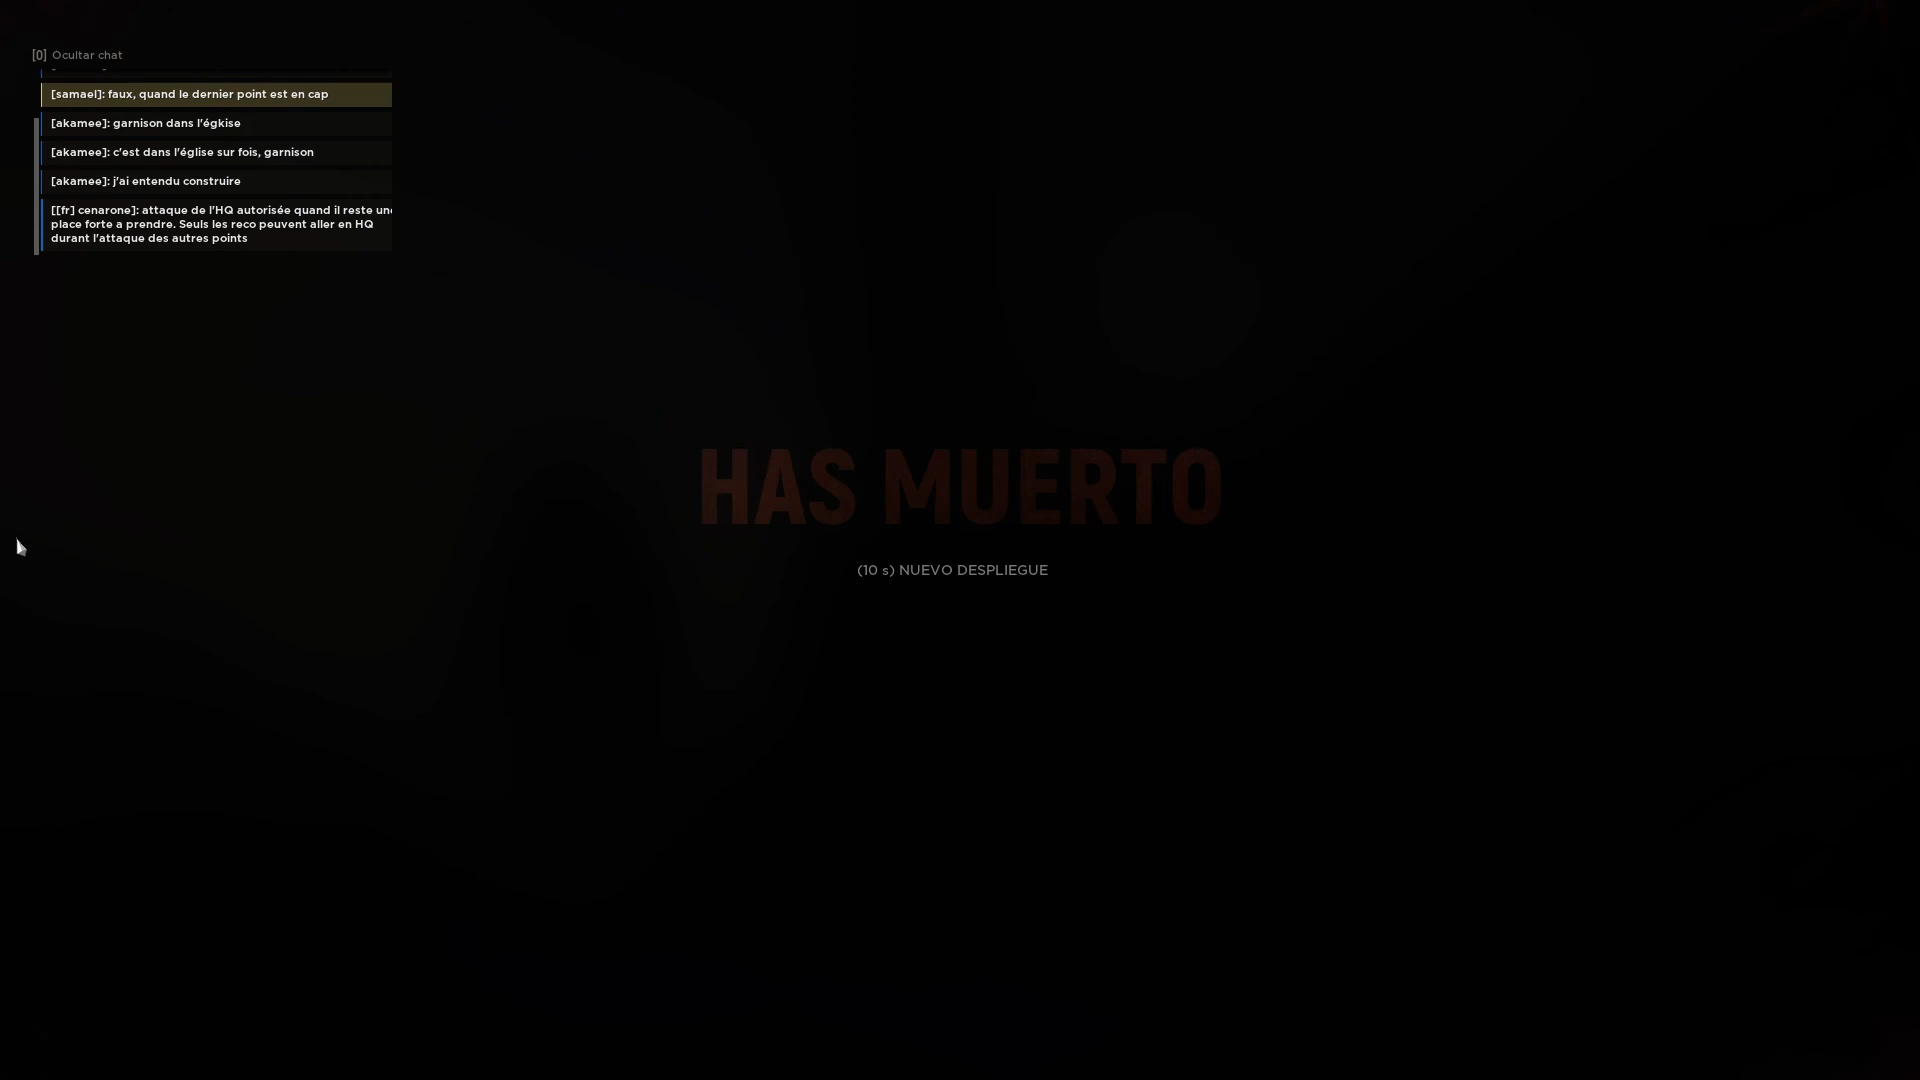 [0] Ocultar chat
[samael]: faux, quand le dernier point est en cap
[akamee]: garnison dans l'égkise
[akamee]: c'est dans l'église sur fois, garnison
[akamee]: j'ai entendu construire
[[fr] cenarone]: attaque de l'HQ autorisée quand il reste une
place forte a prendre. Seuls les reco peuvent aller en HQ
durant l'attaque des autres points
HAS MUERTO
(10 s) NUEVO DESPLIEGUE